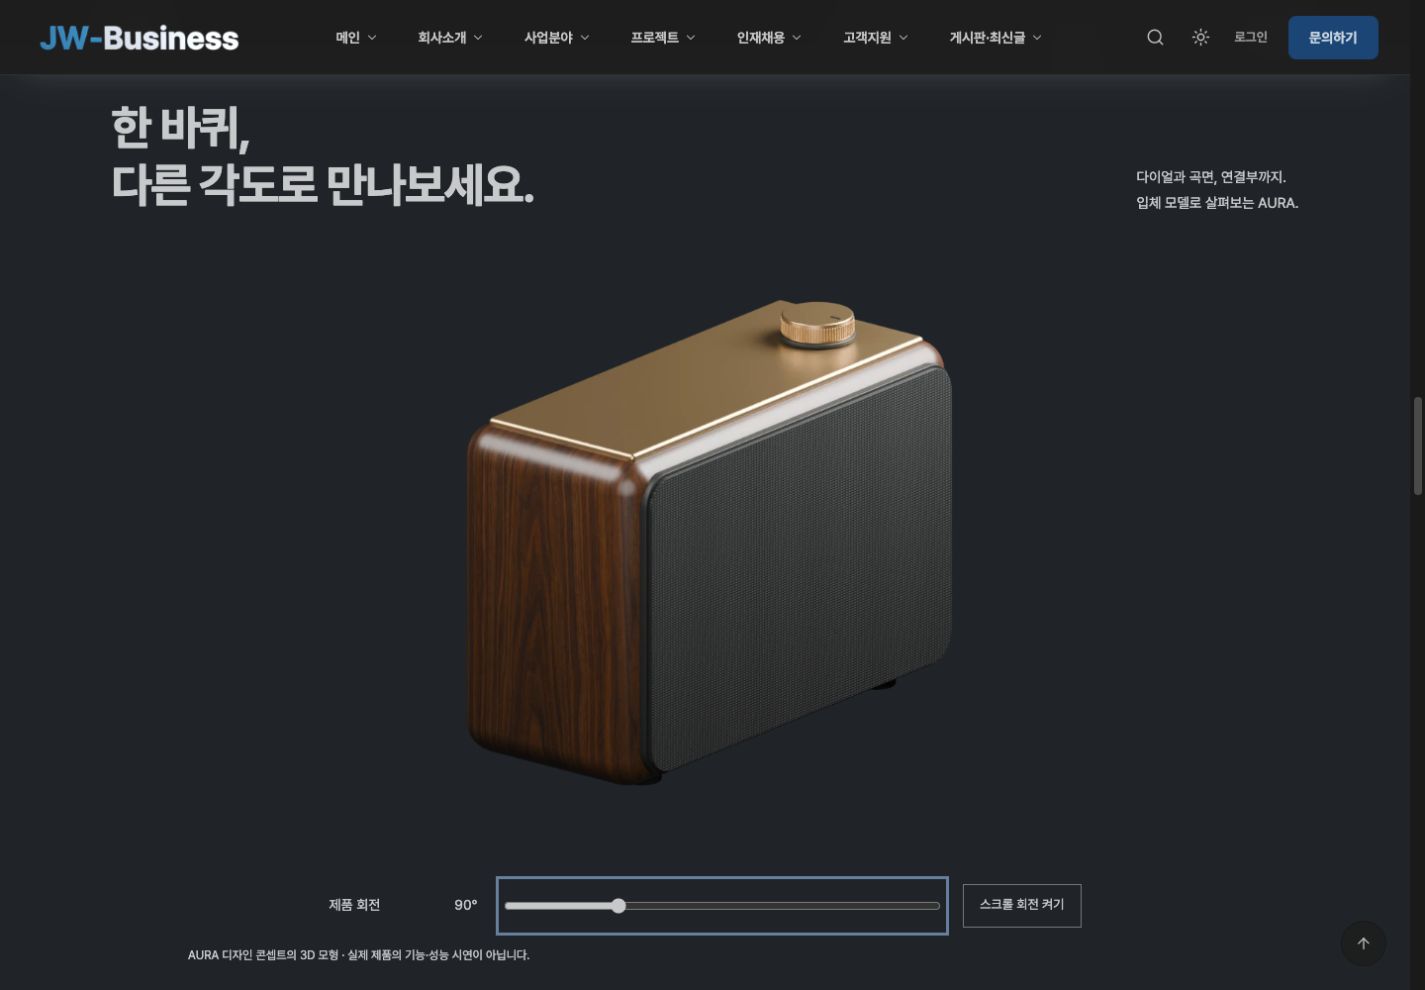 JW-Business
메인
회사소개
사업분야
프로젝트
인재채용
고객지원
게시판·최신글
로그인
문의하기
한 바퀴,
다른 각도로 만나보세요.
다이얼과 곡면, 연결부까지.
입체 모델로 살펴보는 AURA.
제품 회전
90°
스크롤 회전 켜기
AURA 디자인 콘셉트의 3D 모형 · 실제 제품의 기능·성능 시연이 아닙니다.